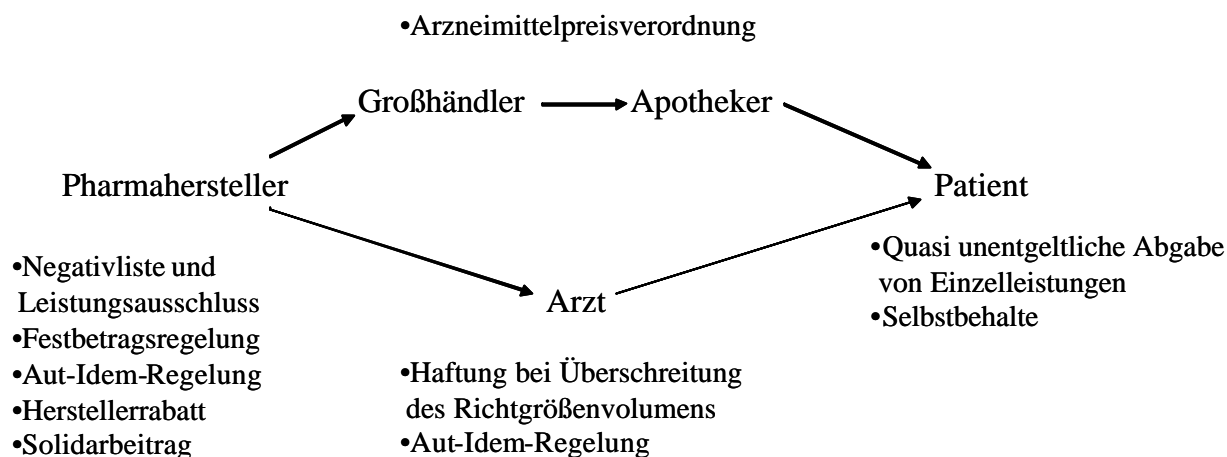 •Arzneimittelpreisverordnung
Großhändler
Apotheker
Pharmahersteller
Patient
•Negativliste und
Leistungsausschluss
•Festbetragsregelung
•Aut-Idem-Regelung
•Herstellerrabatt
•Solidarbeitrag
Arzt
•Haftung bei Überschreitung
des Richtgrößenvolumens
•Aut-Idem-Regelung
•Quasi unentgeltliche Abgabe
von Einzelleistungen
•Selbstbehalte